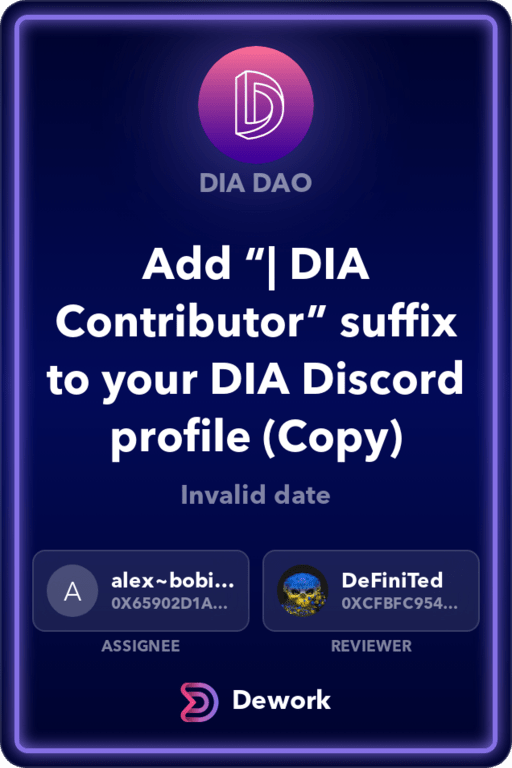 DIA DAO
Add “| DIA
Contributor” suffix
to your DIA Discord
profile (Copy)
Invalid date
A
alex~bobi...
0X65902D1A...
ASSIGNEE
DeFiniTed
0XCFBFC954...
REVIEWER
Dework